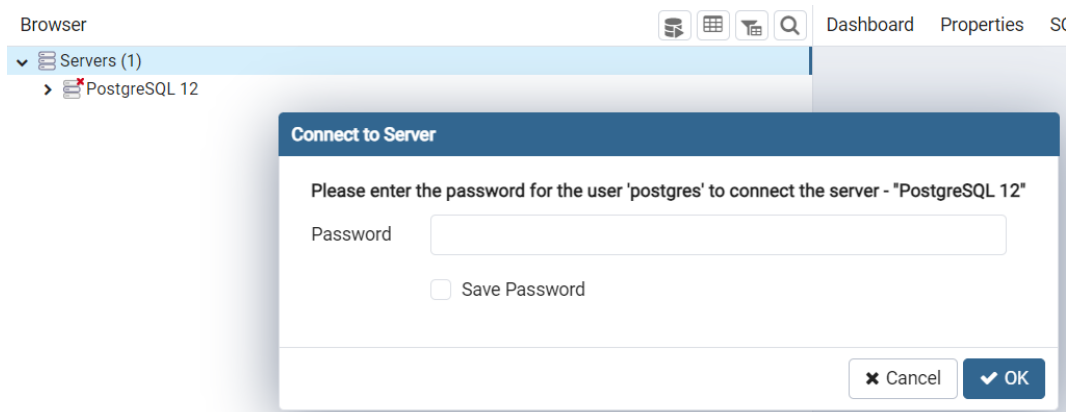 Browser
Dashboard Properties
Servers (1)
PostgreSQL 12
Connect to Server
Please enter the password for the user 'postgres' to connect the server - "PostgreSQL 12"
Password
Save Password
Cancel OK